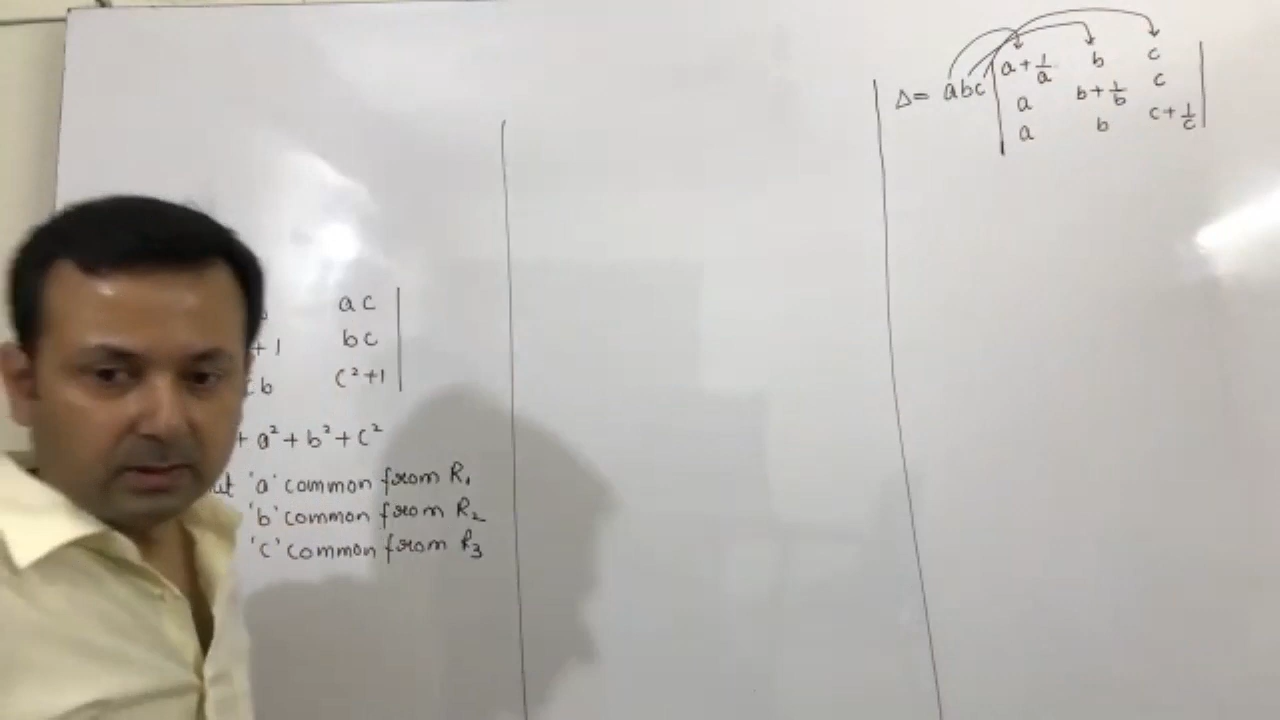 ac
+ 1 bc
b c²+1
+ a² + b² + c²
'a' common from R₁
'b' common from R₂
'c' common from R₃
Δ = abc | a + 1/a b c |
| a b + 1/b c |
| a b c + 1/c |